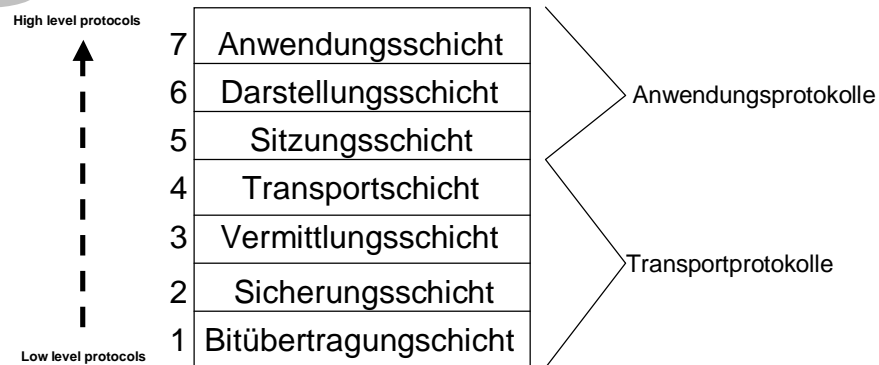 High level protocols
7 Anwendungsschicht
6 Darstellungsschicht
Anwendungsprotokolle
5 Sitzungsschicht
4 Transportschicht
3 Vermittlungsschicht
Transportprotokolle
2 Sicherungsschicht
1 Bitübertragungschicht
Low level protocols